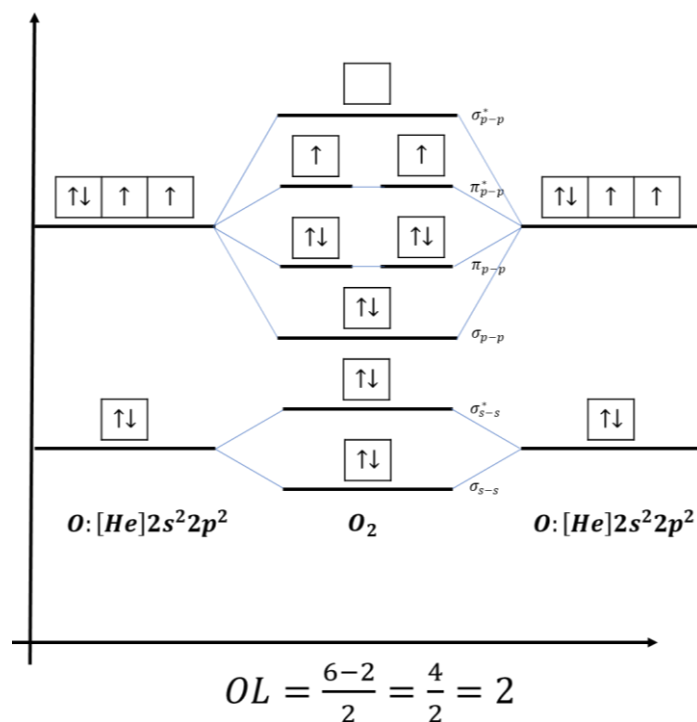 σ*p−p
↑ ↑
π*p−p
↑↓ ↑ ↑
↑↓ ↑ ↑
↑↓ ↑↓
πp−p
↑↓
σp−p
↑↓
σ*s−s
↑↓
↑↓
↑↓
σs−s
O:[He]2s²2p²
O₂
O:[He]2s²2p²
OL = 6−2/2 = 4/2 = 2